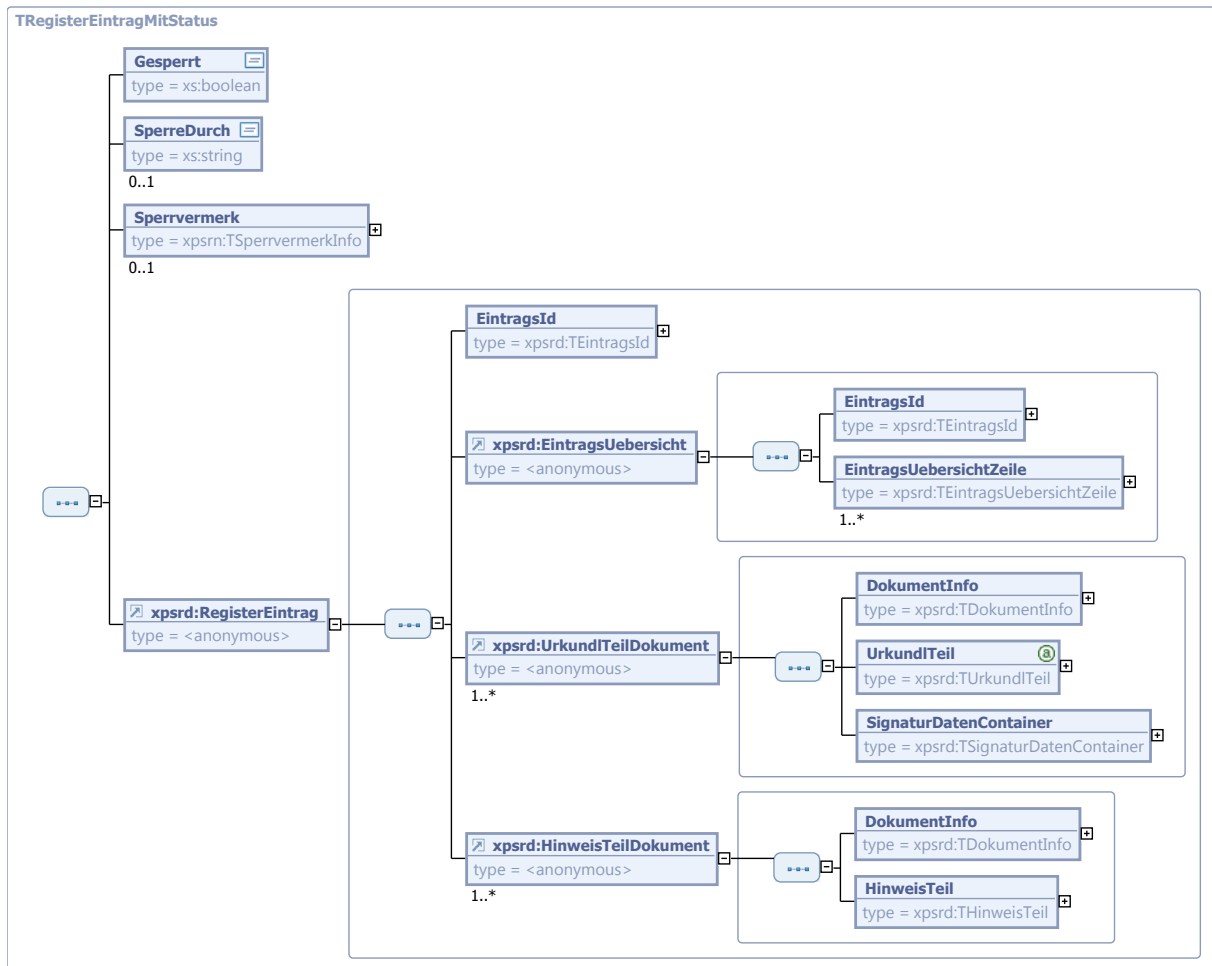 TRegisterEintragMitStatus
Gesperrt
type = xs:boolean
SperreDurch
type = xs:string
0..1
Sperrvermerk
type = xpsrn:TSperrvermerkInfo
0..1
xpsrd:RegisterEintrag
type = <anonymous>
EintragsId
type = xpsrd:TEintragsId
xpsrd:EintragsUebersicht
type = <anonymous>
EintragsId
type = xpsrd:TEintragsId
EintragsUebersichtZeile
type = xpsrd:TEintragsUebersichtZeile
1..*
xpsrd:UrkundlTeilDokument
type = <anonymous>
1..*
DokumentInfo
type = xpsrd:TDokumentInfo
UrkundlTeil
type = xpsrd:TUrkundlTeil
SignaturDatenContainer
type = xpsrd:TSignaturDatenContainer
xpsrd:HinweisTeilDokument
type = <anonymous>
1..*
DokumentInfo
type = xpsrd:TDokumentInfo
HinweisTeil
type = xpsrd:THinweisTeil